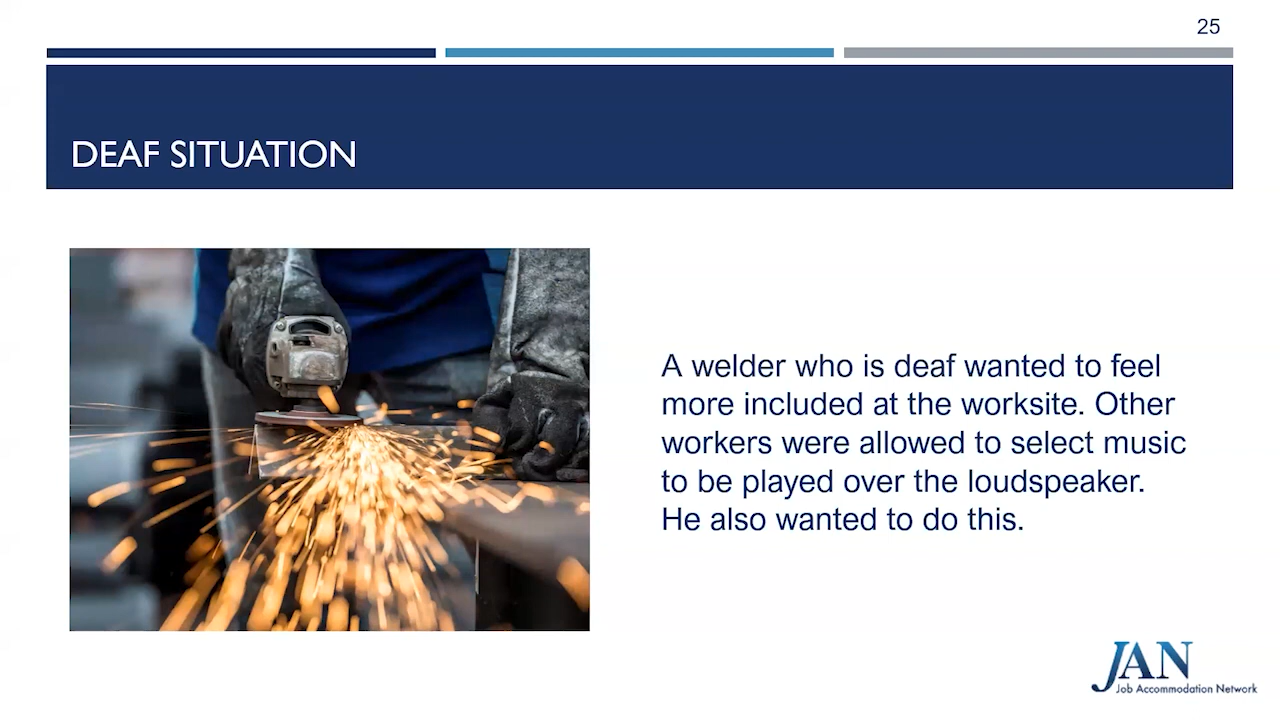 25
DEAF SITUATION
A welder who is deaf wanted to feel
more included at the worksite. Other
workers were allowed to select music
to be played over the loudspeaker.
He also wanted to do this.
JAN
Job Accommodation Network